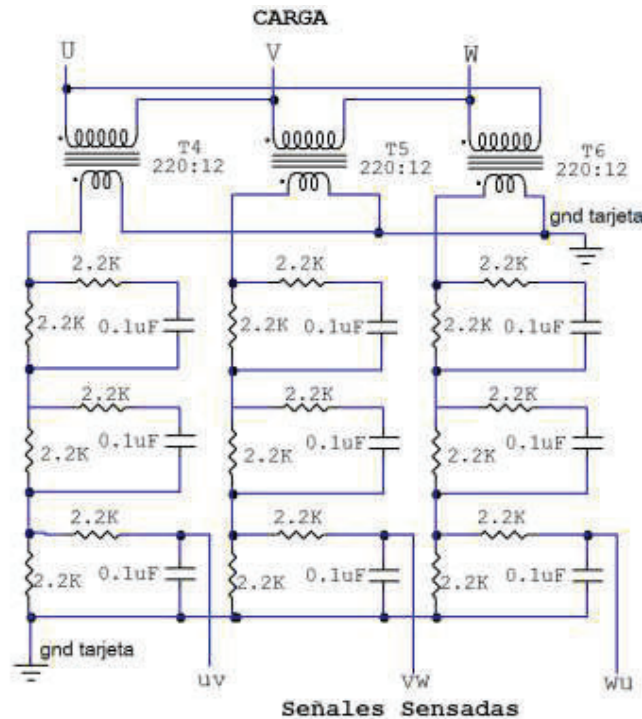 CARGA
U V W
T4 T5 T6
220:12 220:12 220:12
gnd tarjeta
2.2K 2.2K 2.2K
2.2K 0.1uF 2.2K 0.1uF 2.2K 0.1uF
2.2K 2.2K 2.2K
0.1uF 0.1uF 0.1uF
2.2K 2.2K 2.2K
2.2K 2.2K 2.2K
2.2K 0.1uF 2.2K 0.1uF 2.2K 0.1uF
gnd tarjeta
uv vw wu
Señales Sensadas